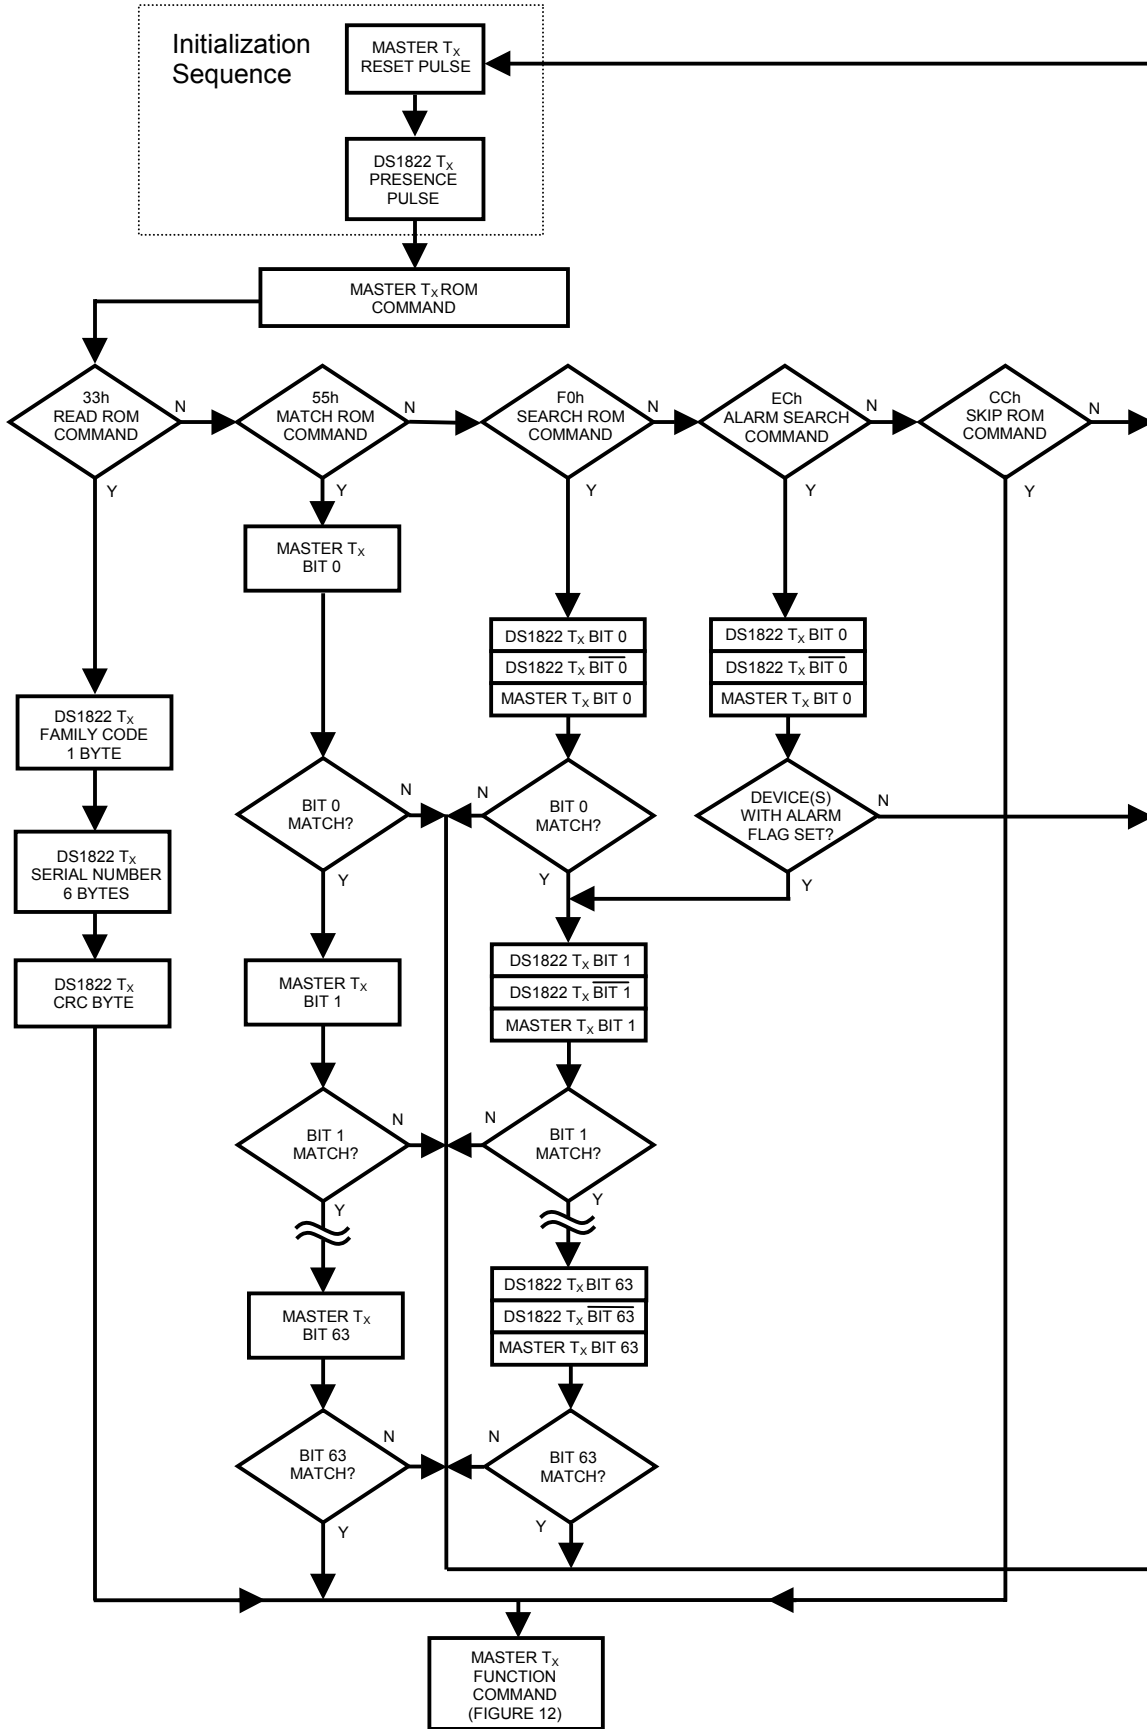 Initialization
Sequence
MASTER TX
RESET PULSE
DS1822 TX
PRESENCE
PULSE
MASTER TX ROM
COMMAND
33h
READ ROM
COMMAND
N
Y
55h
MATCH ROM
COMMAND
N
Y
F0h
SEARCH ROM
COMMAND
N
Y
ECh
ALARM SEARCH
COMMAND
N
Y
CCh
SKIP ROM
COMMAND
N
Y
MASTER TX
BIT 0
DS1822 TX BIT 0
DS1822 TX BIT 0
MASTER TX BIT 0
DS1822 TX BIT 0
DS1822 TX BIT 0
MASTER TX BIT 0
DS1822 TX
FAMILY CODE
1 BYTE
DS1822 TX
SERIAL NUMBER
6 BYTES
DS1822 TX
CRC BYTE
BIT 0
MATCH?
N
Y
BIT 0
MATCH?
N
Y
DEVICE(S)
WITH ALARM
FLAG SET?
N
Y
MASTER TX
BIT 1
DS1822 TX BIT 1
DS1822 TX BIT 1
MASTER TX BIT 1
BIT 1
MATCH?
N
Y
BIT 1
MATCH?
N
Y
MASTER TX
BIT 63
DS1822 TX BIT 63
DS1822 TX BIT 63
MASTER TX BIT 63
BIT 63
MATCH?
N
Y
BIT 63
MATCH?
N
Y
MASTER TX
FUNCTION
COMMAND
(FIGURE 12)